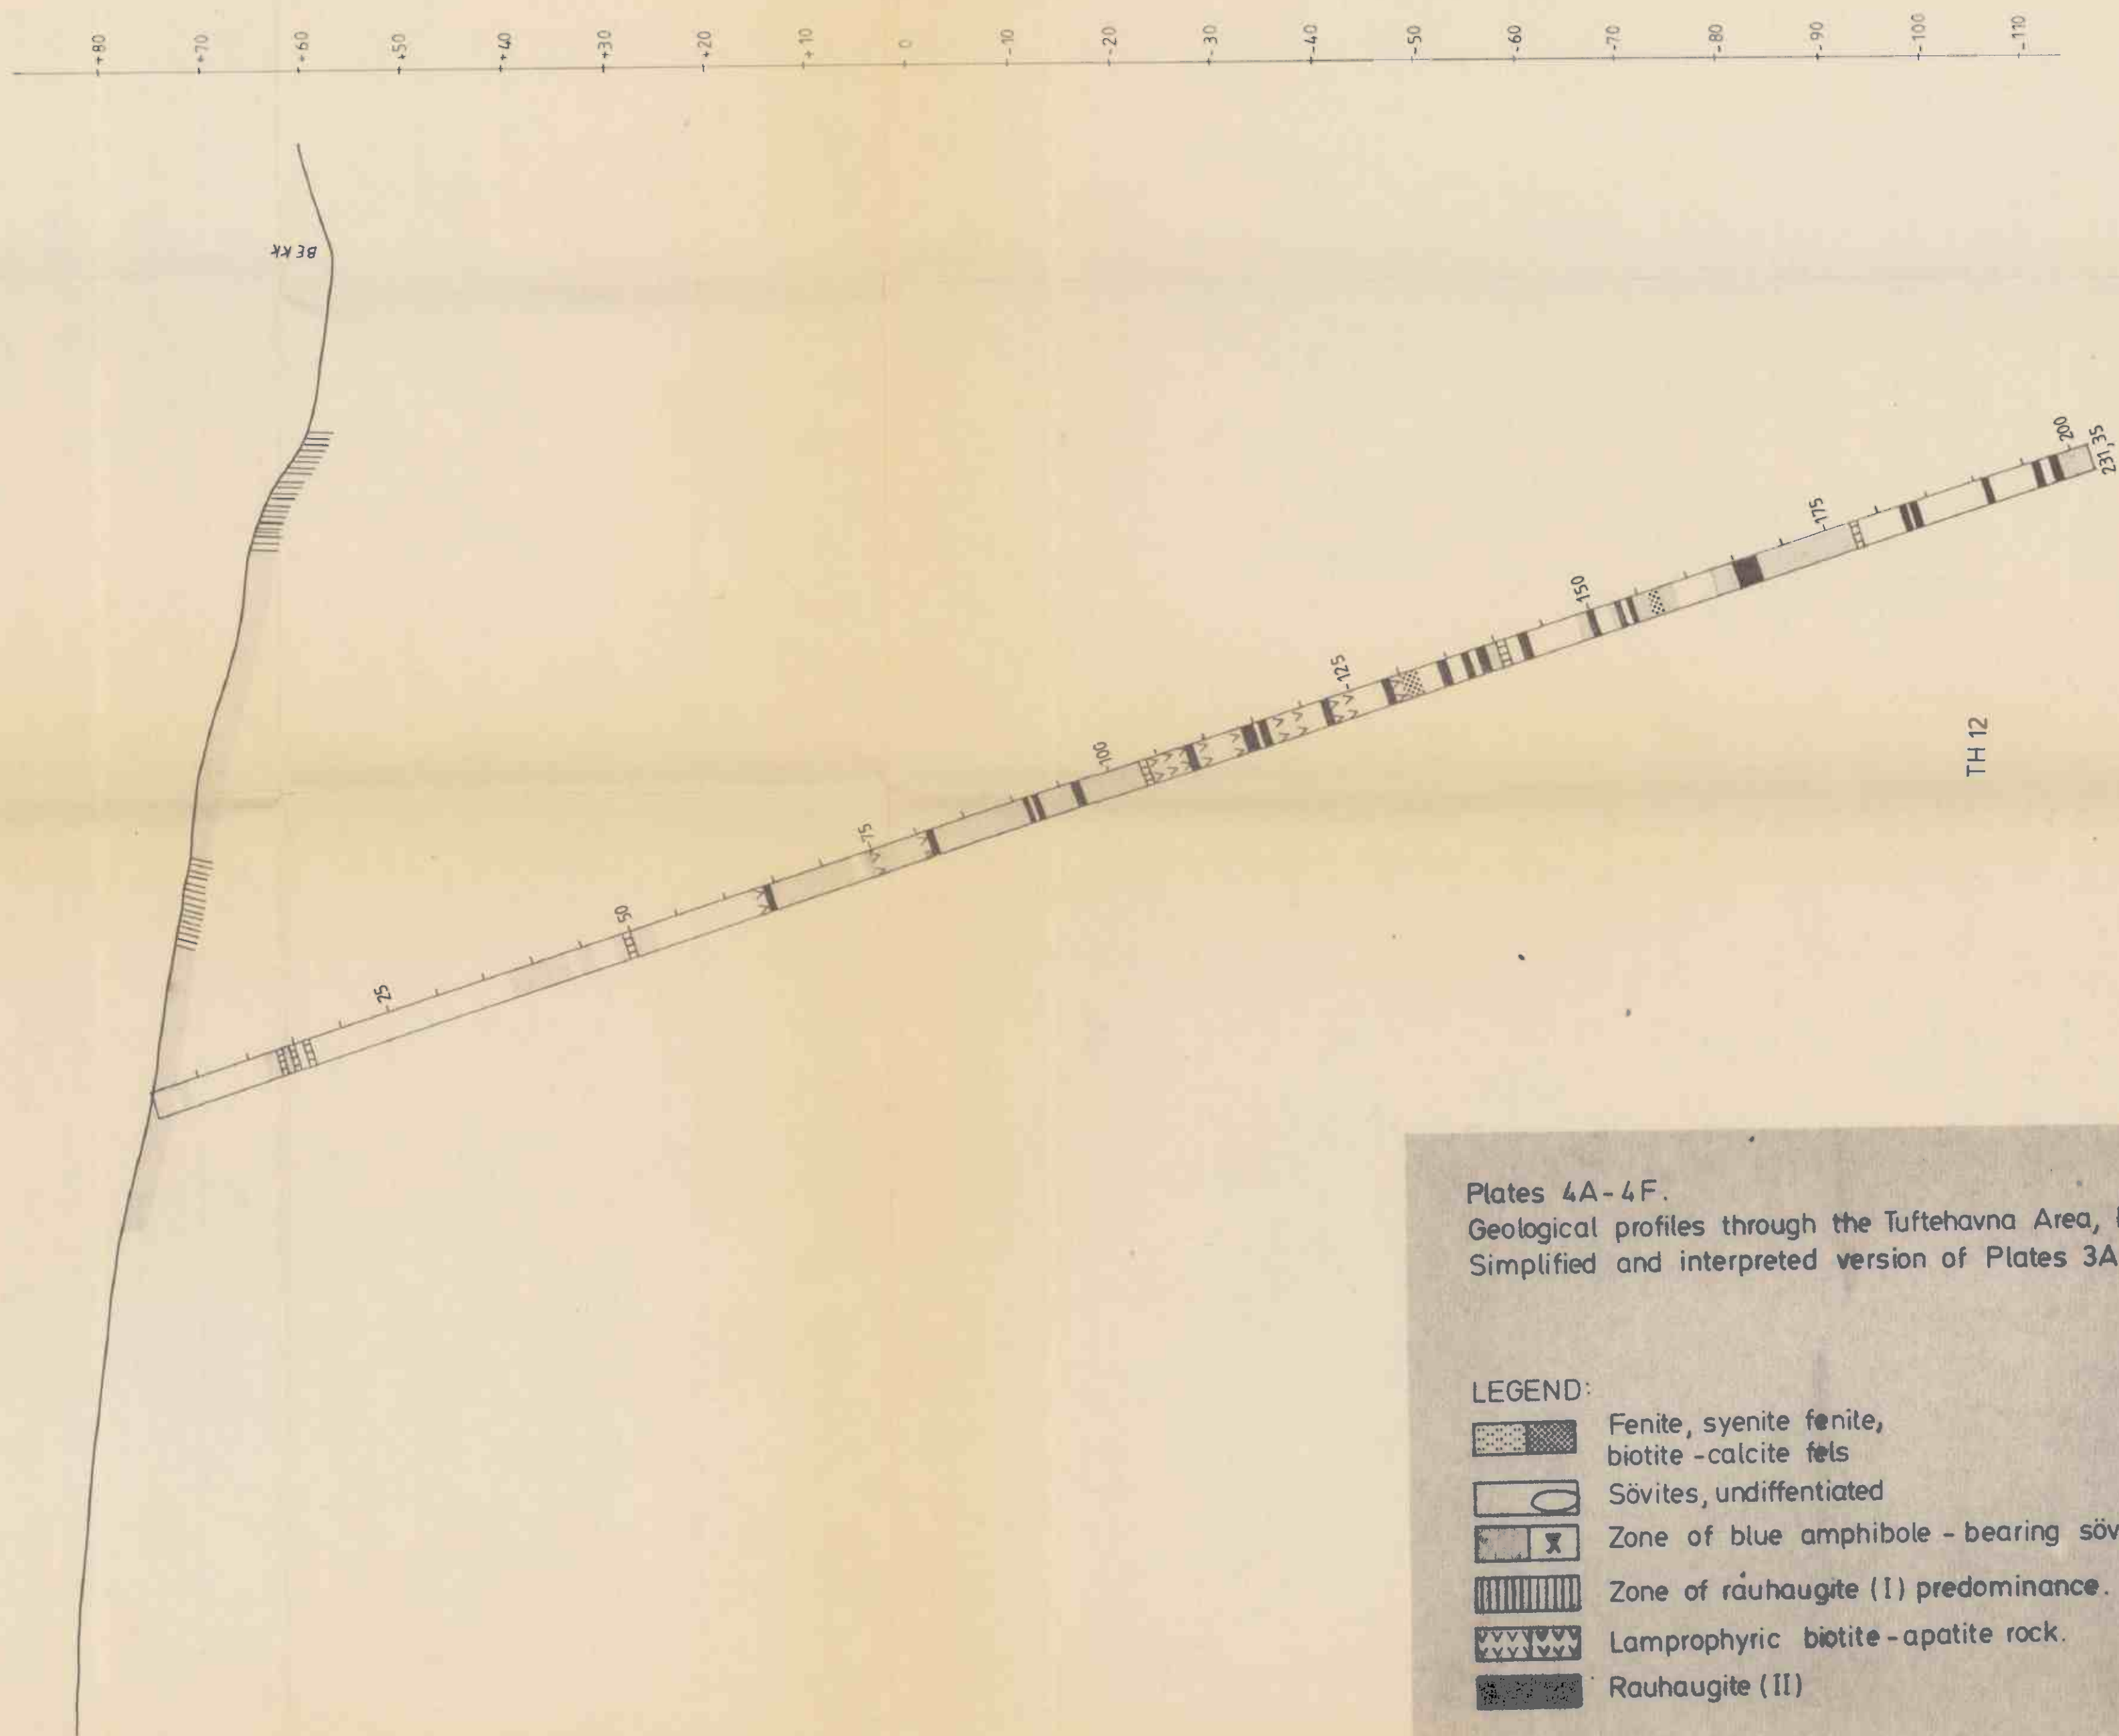 +80
+70
+60
+50
+40
+30
+20
+10
0
-10
-20
-30
-40
-50
-60
-70
-80
-90
-100
-110
BEKK
25
50
75
100
125
150
175
200
231,35
TH 12
Plates 4A-4F.
Geological profiles through the Tuftehavna Area,
Simplified and interpreted version of Plates 3A
LEGEND:
Fenite, syenite fenite,
biotite-calcite fels
Sövites, undiffentiated
Zone of blue amphibole-bearing söv
Zone of rauhaugite (I) predominance.
Lamprophyric biotite-apatite rock.
Rauhaugite (II)